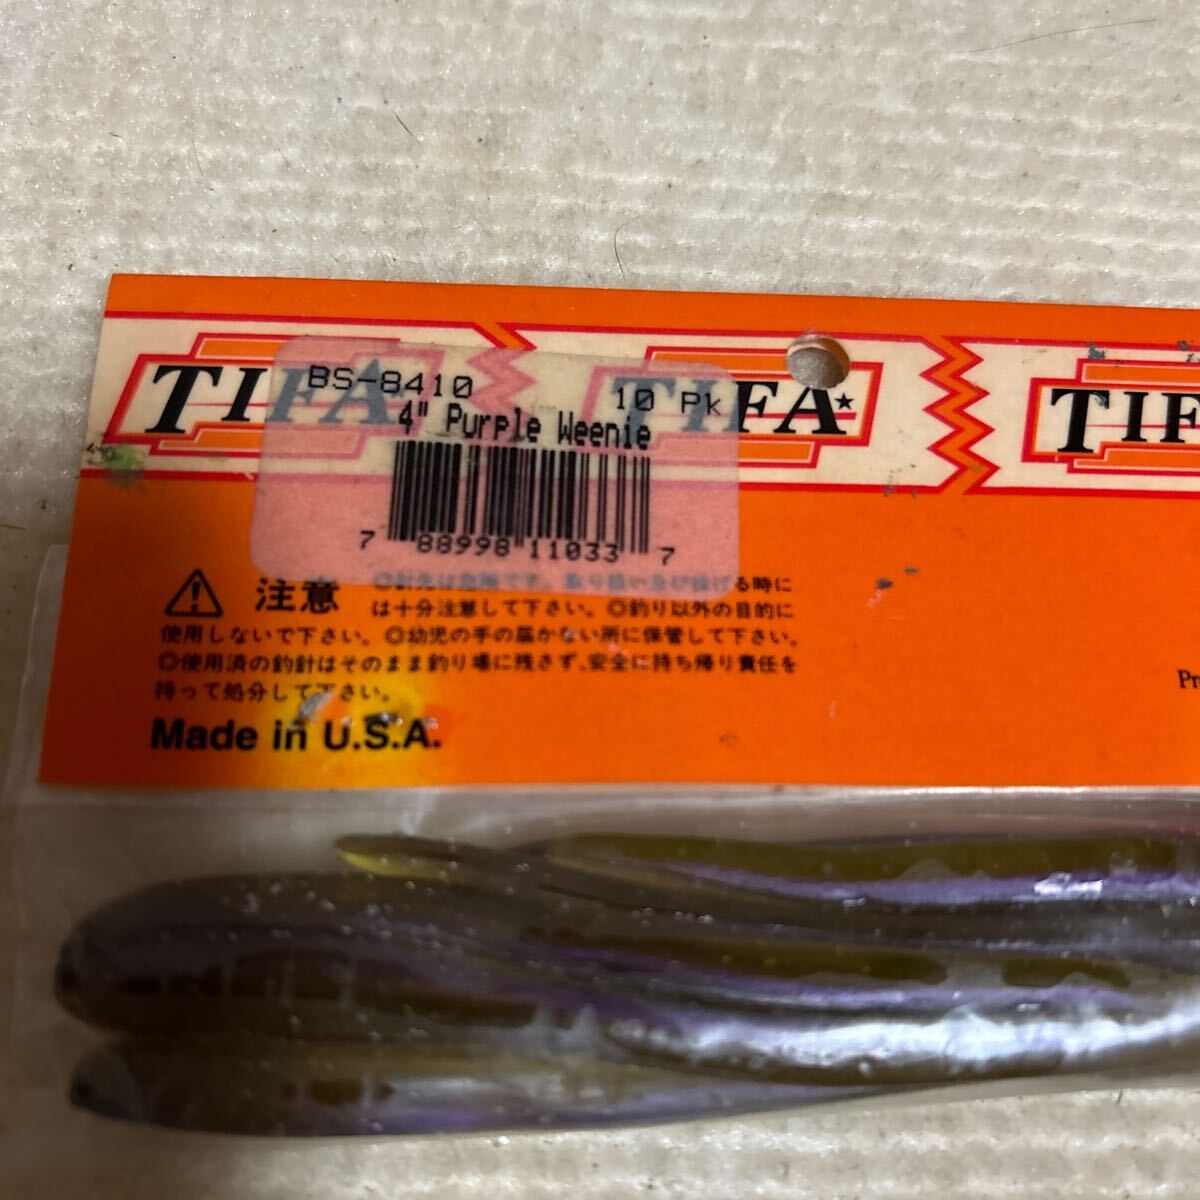 TIFA TIFA TIF
BS-8410 10 Pk
4" Purple Weenie
7 88998 11033 7
注意 ◎針先は危険です。取り扱い及び投げる時に
は十分注意して下さい。◎釣り以外の目的に
使用しないで下さい。◎幼児の手の届かない所に保管して下さい。
◎使用済の釣針はそのまま釣り場に残さず、安全に持ち帰り責任を
持って処分して下さい。
Made in U.S.A.
Pr